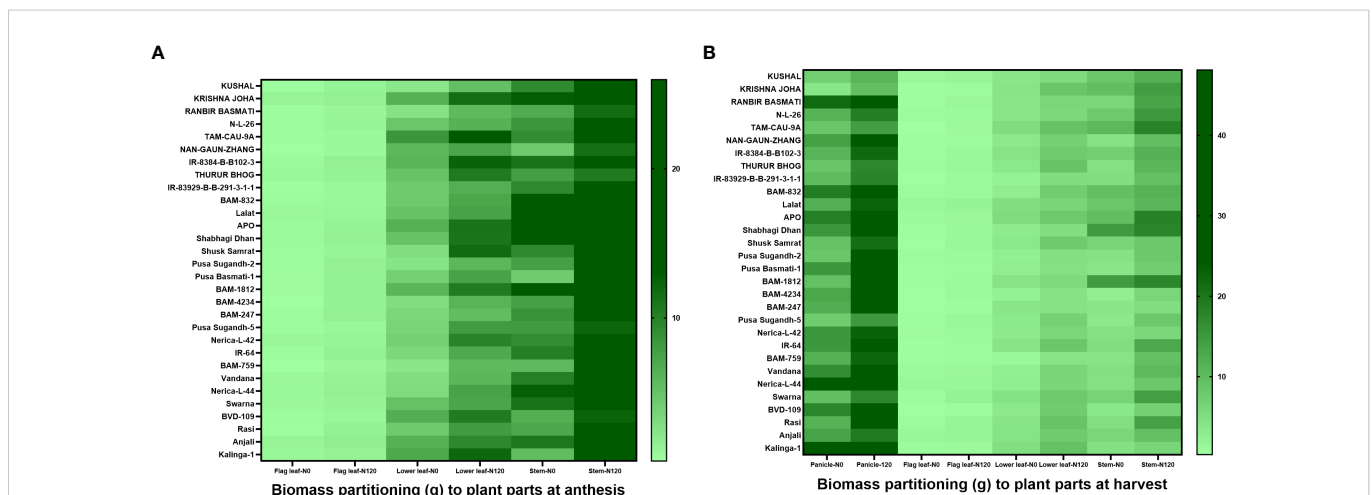 A
KUSHAL
KRISHNA JOHA
RANBIR BASMATI
N-L-26
TAM-CAU-9A
NAN-GAUN-ZHANG
IR-8384-B-B102-3
THURUR BHOG
IR-83929-B-B-291-3-1-1
BAM-832
Lalat
APO
Shabhagi Dhan
Shusk Samrat
Pusa Sugandh-2
Pusa Basmati-1
BAM-1812
BAM-4234
BAM-247
Pusa Sugandh-5
Nerica-L-42
IR-64
BAM-759
Vandana
Nerica-L-44
Swarna
BVD-109
Rasi
Anjali
Kalinga-1
20
10
Flag leaf-N0 Flag leaf-N120 Lower leaf-N0 Lower leaf-N120 Stem-N0 Stem-N120
Biomass partitioning (g) to plant parts at anthesis
B
KUSHAL
KRISHNA JOHA
RANBIR BASMATI
N-L-26
TAM-CAU-9A
NAN-GAUN-ZHANG
IR-8384-B-B102-3
THURUR BHOG
IR-83929-B-B-291-3-1-1
BAM-832
Lalat
APO
Shabhagi Dhan
Shusk Samrat
Pusa Sugandh-2
Pusa Basmati-1
BAM-1812
BAM-4234
BAM-247
Pusa Sugandh-5
Nerica-L-42
IR-64
BAM-759
Vandana
Nerica-L-44
Swarna
BVD-109
Rasi
Anjali
Kalinga-1
40
30
20
10
Panicle-N0 Panicle-120 Flag leaf-N0 Flag leaf-N120 Lower leaf-N0 Lower leaf-N120 Stem-N0 Stem-N120
Biomass partitioning (g) to plant parts at harvest